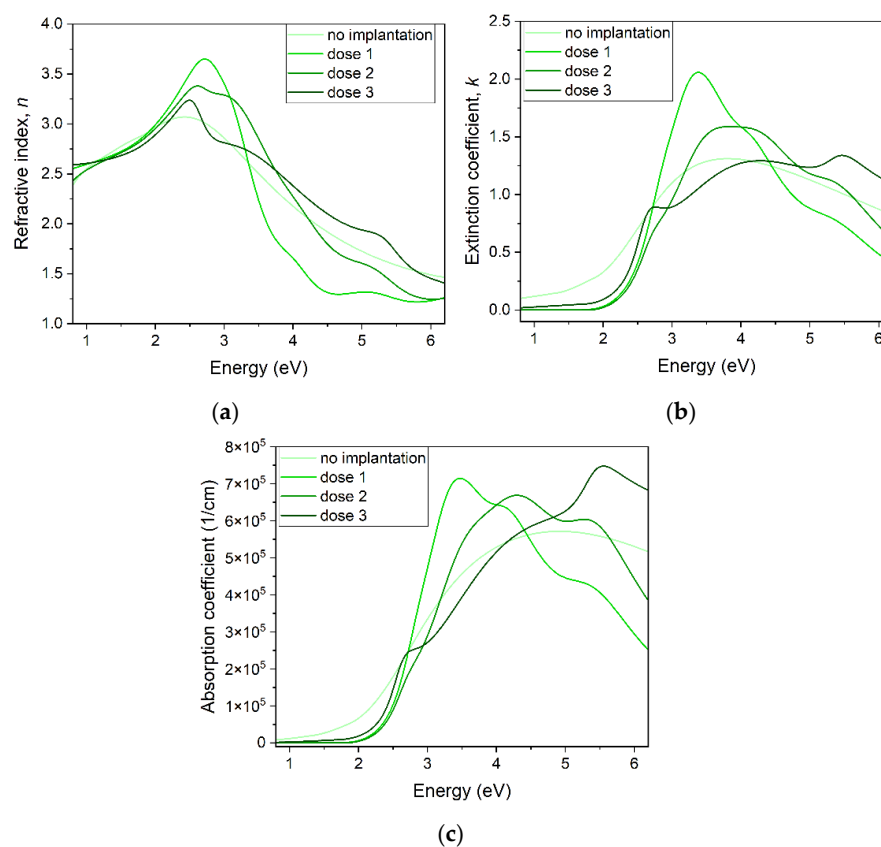 4.0
3.5
3.0
2.5
2.0
1.5
1.0
Refractive index, n
no implantation
dose 1
dose 2
dose 3
1 2 3 4 5 6
Energy (eV)
(a)
2.5
2.0
1.5
1.0
0.5
0.0
Extinction coefficient, k
no implantation
dose 1
dose 2
dose 3
1 2 3 4 5 6
Energy (eV)
(b)
8×10⁵
7×10⁵
6×10⁵
5×10⁵
4×10⁵
3×10⁵
2×10⁵
1×10⁵
0
Absorption coefficient (1/cm)
no implantation
dose 1
dose 2
dose 3
1 2 3 4 5 6
Energy (eV)
(c)